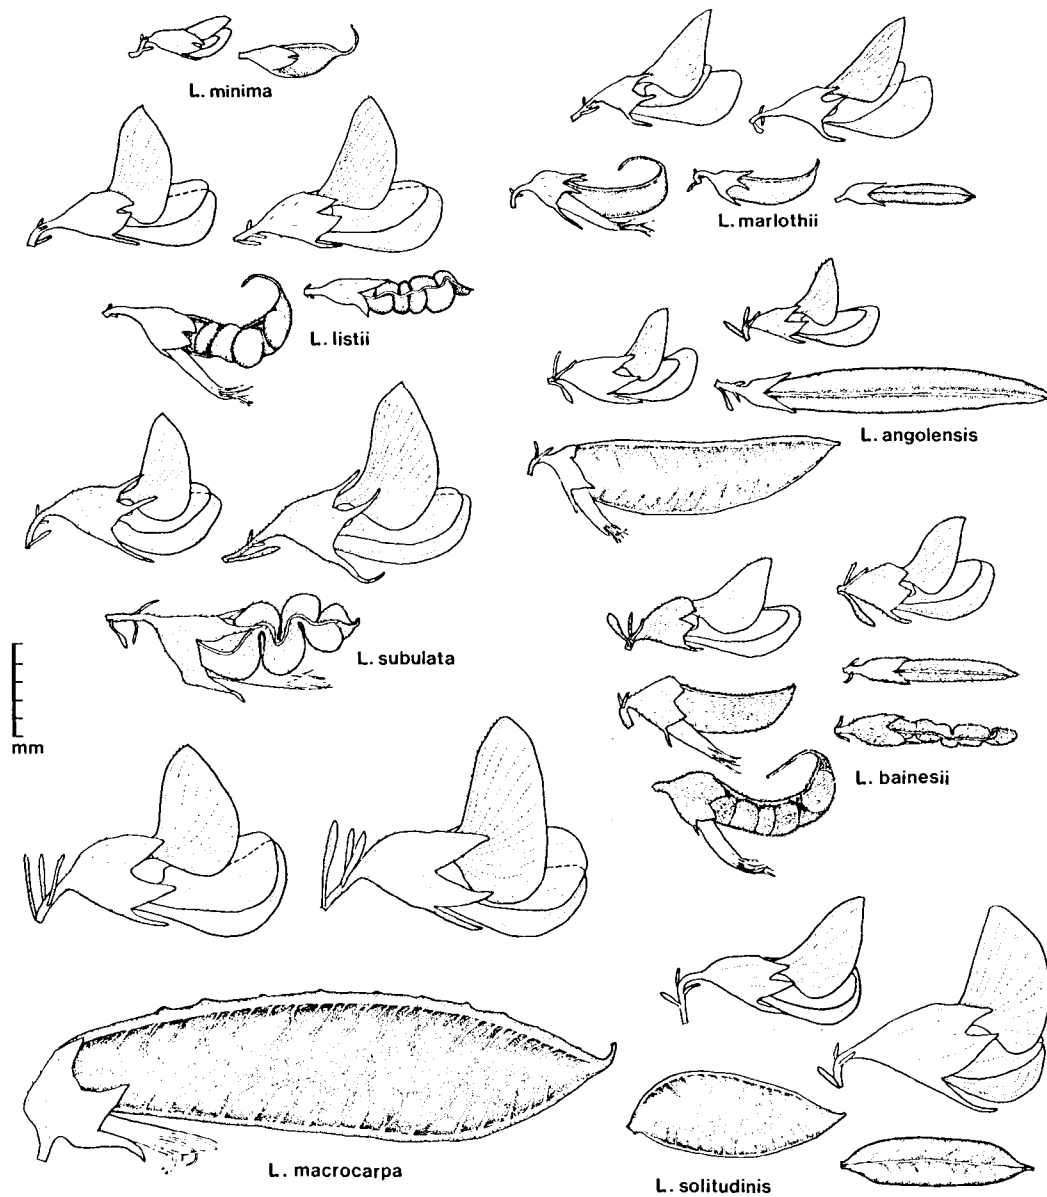 L. minima
L. marlothii
L. listii
L. angolensis
L. subulata
mm
L. bainesii
L. macrocarpa
L. solitudinis